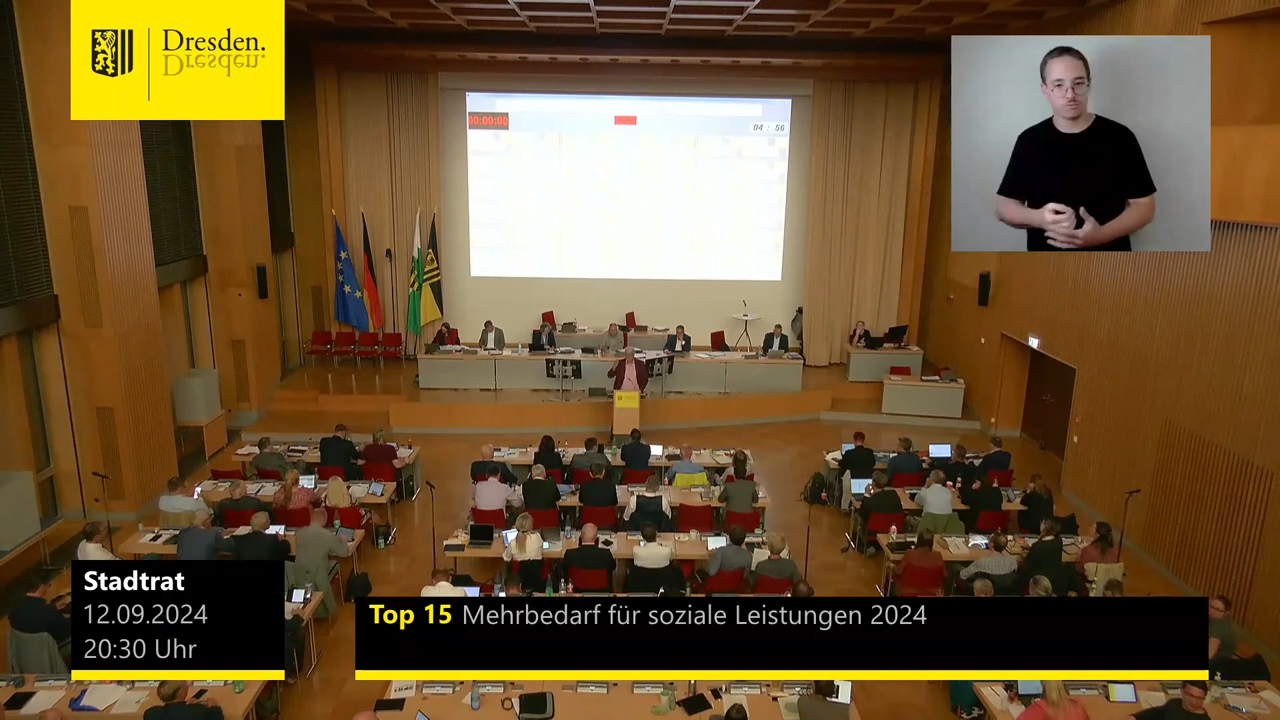 Dresden.
Dresden.
00:00:00
04 : 56
Stadtrat
12.09.2024
20:30 Uhr
Top 15 Mehrbedarf für soziale Leistungen 2024